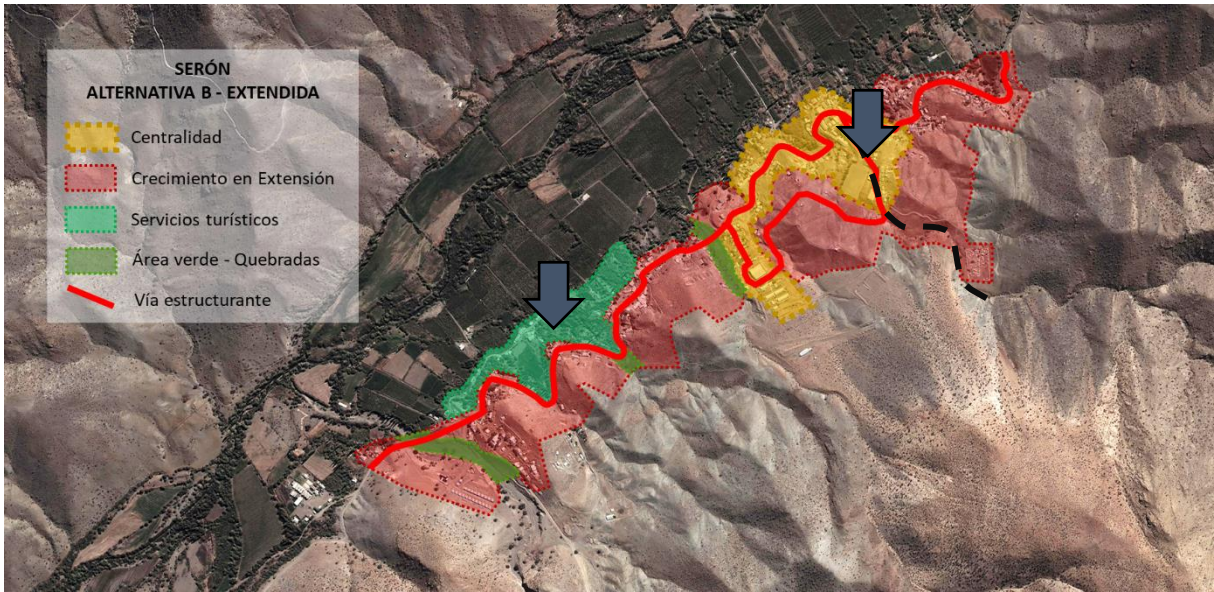 SERÓN
ALTERNATIVA B - EXTENDIDA
Centralidad
Crecimiento en Extensión
Servicios turísticos
Área verde - Quebradas
Vía estructurante